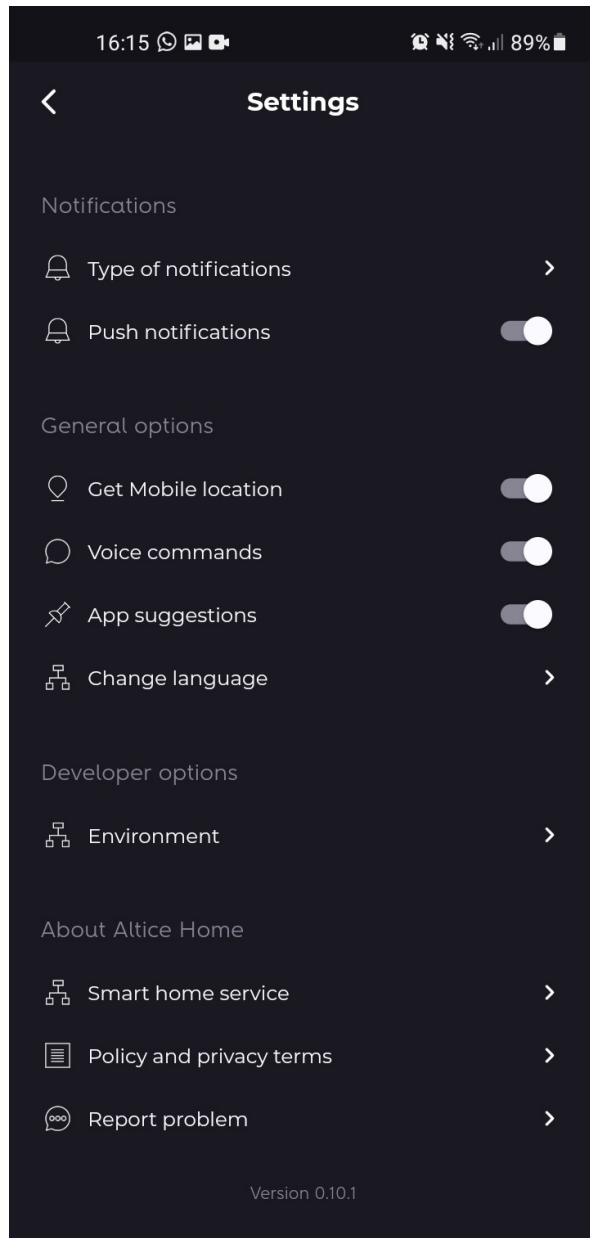 16:15 89%
Settings
Notifications
Type of notifications
Push notifications
General options
Get Mobile location
Voice commands
App suggestions
Change language
Developer options
Environment
About Altice Home
Smart home service
Policy and privacy terms
Report problem
Version 0.10.1